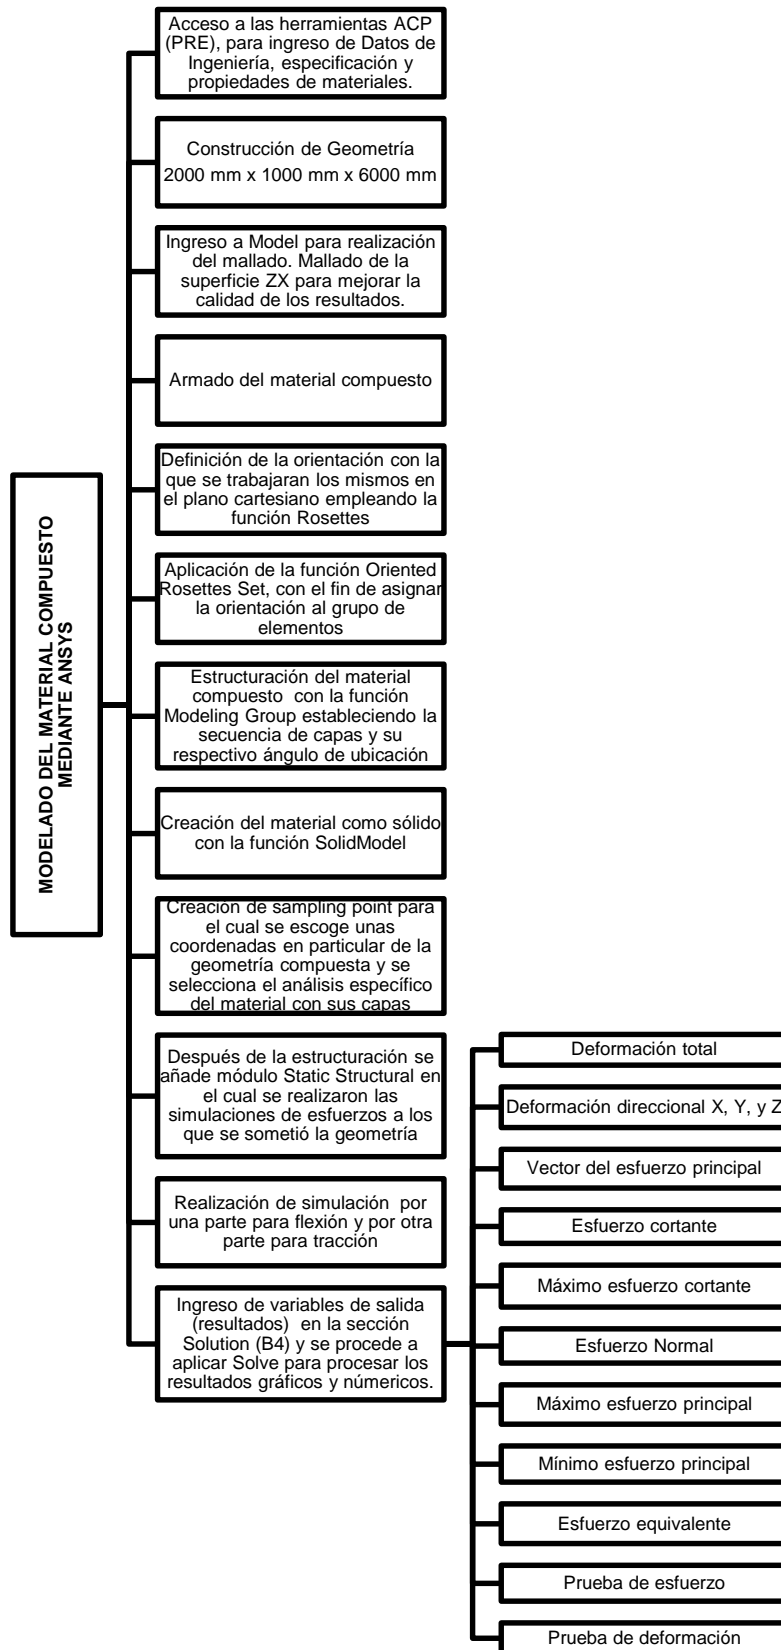 MODELADO DEL MATERIAL COMPUESTO
MEDIANTE ANSYS
Acceso a las herramientas ACP
(PRE), para ingreso de Datos de
Ingeniería, especificación y
propiedades de materiales.
Construcción de Geometría
2000 mm x 1000 mm x 6000 mm
Ingreso a Model para realización
del mallado. Mallado de la
superficie ZX para mejorar la
calidad de los resultados.
Armado del material compuesto
Definición de la orientación con la
que se trabajaran los mismos en
el plano cartesiano empleando la
función Rosettes
Aplicación de la función Oriented
Rosettes Set, con el fin de asignar
la orientación al grupo de
elementos
Estructuración del material
compuesto con la función
Modeling Group estableciendo la
secuencia de capas y su
respectivo ángulo de ubicación
Creación del material como sólido
con la función SolidModel
Creación de sampling point para
el cual se escoge unas
coordenadas en particular de la
geometría compuesta y se
selecciona el análisis específico
del material con sus capas
Después de la estructuración se
añade módulo Static Structural en
el cual se realizaron las
simulaciones de esfuerzos a los
que se sometió la geometría
Realización de simulación por
una parte para flexión y por otra
parte para tracción
Ingreso de variables de salida
(resultados) en la sección
Solution (B4) y se procede a
aplicar Solve para procesar los
resultados gráficos y númericos.
Deformación total
Deformación direccional X, Y, y Z
Vector del esfuerzo principal
Esfuerzo cortante
Máximo esfuerzo cortante
Esfuerzo Normal
Máximo esfuerzo principal
Mínimo esfuerzo principal
Esfuerzo equivalente
Prueba de esfuerzo
Prueba de deformación